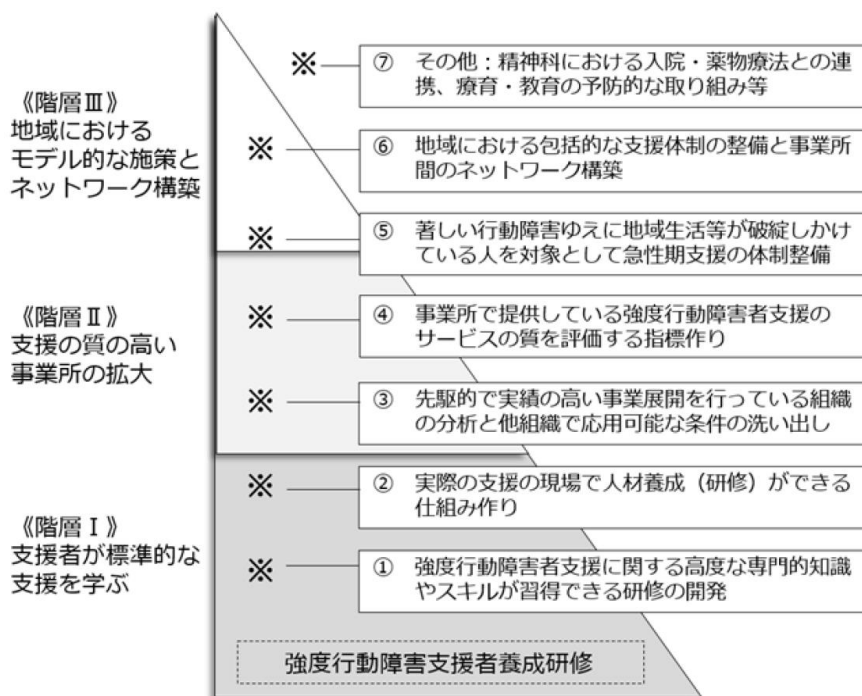 ※ ⑦ その他：精神科における入院・薬物療法との連
携、療育・教育の予防的な取り組み等
《階層Ⅲ》
地域における
モデル的な施策と
ネットワーク構築
※ ⑥ 地域における包括的な支援体制の整備と事業所
間のネットワーク構築
※ ⑤ 著しい行動障害ゆえに地域生活等が破綻しかけ
ている人を対象として急性期支援の体制整備
《階層Ⅱ》
支援の質の高い
事業所の拡大
※ ④ 事業所で提供している強度行動障害者支援の
サービスの質を評価する指標作り
※ ③ 先駆的で実績の高い事業展開を行っている組織
の分析と他組織で応用可能な条件の洗い出し
《階層Ⅰ》
支援者が標準的な
支援を学ぶ
※ ② 実際の支援の現場で人材養成（研修）ができる
仕組み作り
※ ① 強度行動障害者支援に関する高度な専門的知識
やスキルが習得できる研修の開発
強度行動障害支援者養成研修